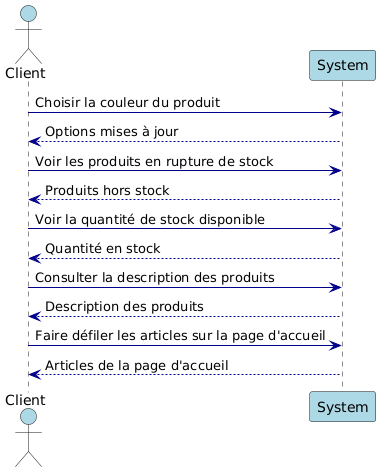 Client
System
Choisir la couleur du produit
Options mises à jour
Voir les produits en rupture de stock
Produits hors stock
Voir la quantité de stock disponible
Quantité en stock
Consulter la description des produits
Description des produits
Faire défiler les articles sur la page d'accueil
Articles de la page d'accueil
Client
System